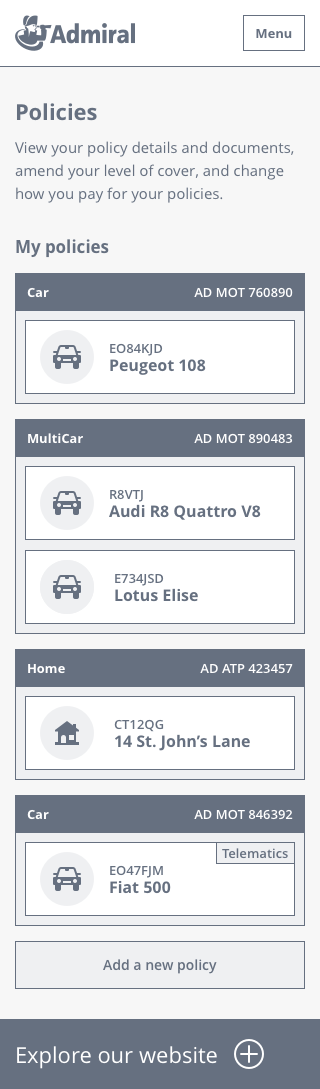 Admiral
Menu
Policies
View your policy details and documents,
amend your level of cover, and change
how you pay for your policies.
My policies
Car AD MOT 760890
EO84KJD
Peugeot 108
MultiCar AD MOT 890483
R8VTJ
Audi R8 Quattro V8
E734JSD
Lotus Elise
Home AD ATP 423457
CT12QG
14 St. John’s Lane
Car AD MOT 846392
Telematics
EO47FJM
Fiat 500
Add a new policy
Explore our website